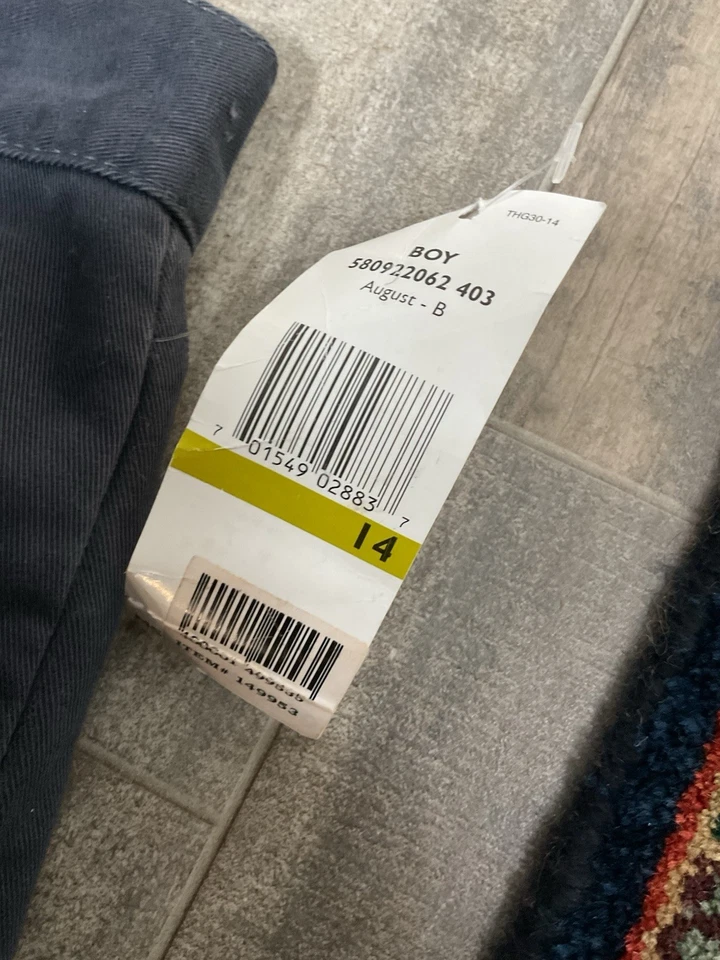 THG30-14
BOY
580922062 403
August - B
7 01549 02883 7
14
ITEM# 149953